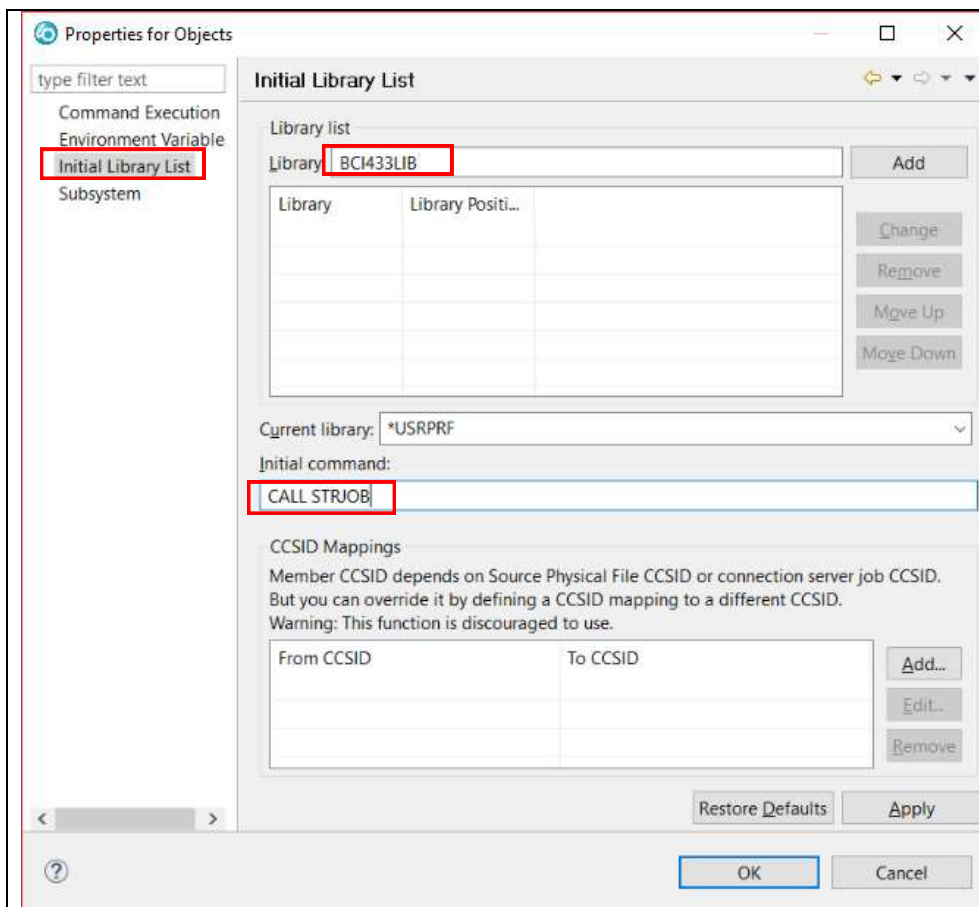 Properties for Objects
type filter text
Command Execution
Environment Variable
Initial Library List
Subsystem
Initial Library List
Library list
Library BCI433LIB
Add
Library Library Positi...
Change
Remove
Move Up
Move Down
Current library: *USRPRF
Initial command:
CALL STRJOB
CCSID Mappings
Member CCSID depends on Source Physical File CCSID or connection server job CCSID.
But you can override it by defining a CCSID mapping to a different CCSID.
Warning: This function is discouraged to use.
From CCSID To CCSID
Add...
Edit...
Remove
Restore Defaults Apply
OK Cancel